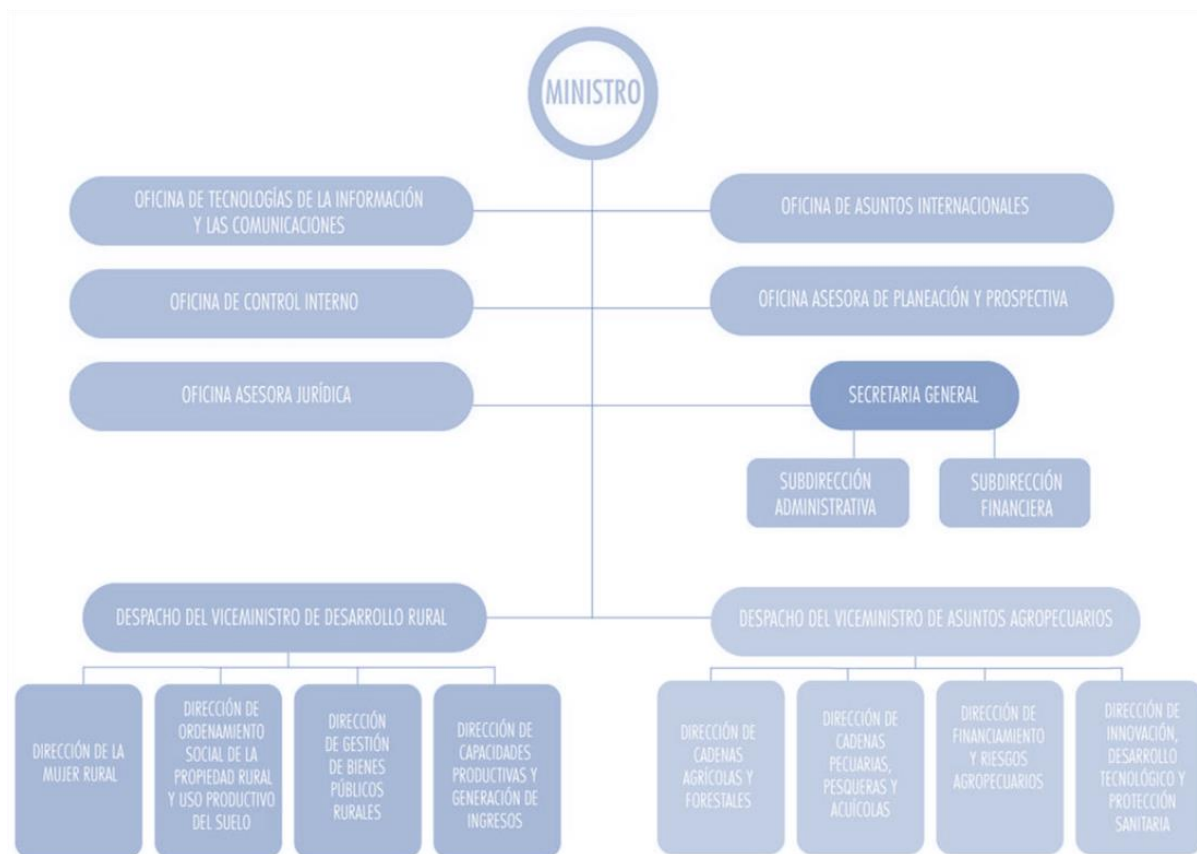 MINISTRO
OFICINA DE TECNOLOGÍAS DE LA INFORMACIÓN
Y LAS COMUNICACIONES
OFICINA DE ASUNTOS INTERNACIONALES
OFICINA DE CONTROL INTERNO
OFICINA ASESORA DE PLANEACIÓN Y PROSPECTIVA
OFICINA ASESORA JURÍDICA
SECRETARIA GENERAL
SUBDIRECCIÓN
ADMINISTRATIVA
SUBDIRECCIÓN
FINANCIERA
DESPACHO DEL VICEMINISTRO DE DESARROLLO RURAL
DESPACHO DEL VICEMINISTRO DE ASUNTOS AGROPECUARIOS
DIRECCIÓN DE LA
MUJER RURAL
DIRECCIÓN DE
ORDENAMIENTO
SOCIAL DE LA
PROPIEDAD RURAL
Y USO PRODUCTIVO
DEL SUELO
DIRECCIÓN
DE GESTIÓN
DE BIENES
PÚBLICOS
RURALES
DIRECCIÓN DE
CAPACIDADES
PRODUCTIVAS Y
GENERACIÓN DE
INGRESOS
DIRECCIÓN DE
CADENAS
AGRÍCOLAS Y
FORESTALES
DIRECCIÓN DE
CADENAS
PECUARIAS,
PESQUERAS Y
ACUÍCOLAS
DIRECCIÓN DE
FINANCIAMIENTO
Y RIESGOS
AGROPECUARIOS
DIRECCIÓN DE
INNOVACIÓN,
DESARROLLO
TECNOLÓGICO Y
PROTECCIÓN
SANITARIA